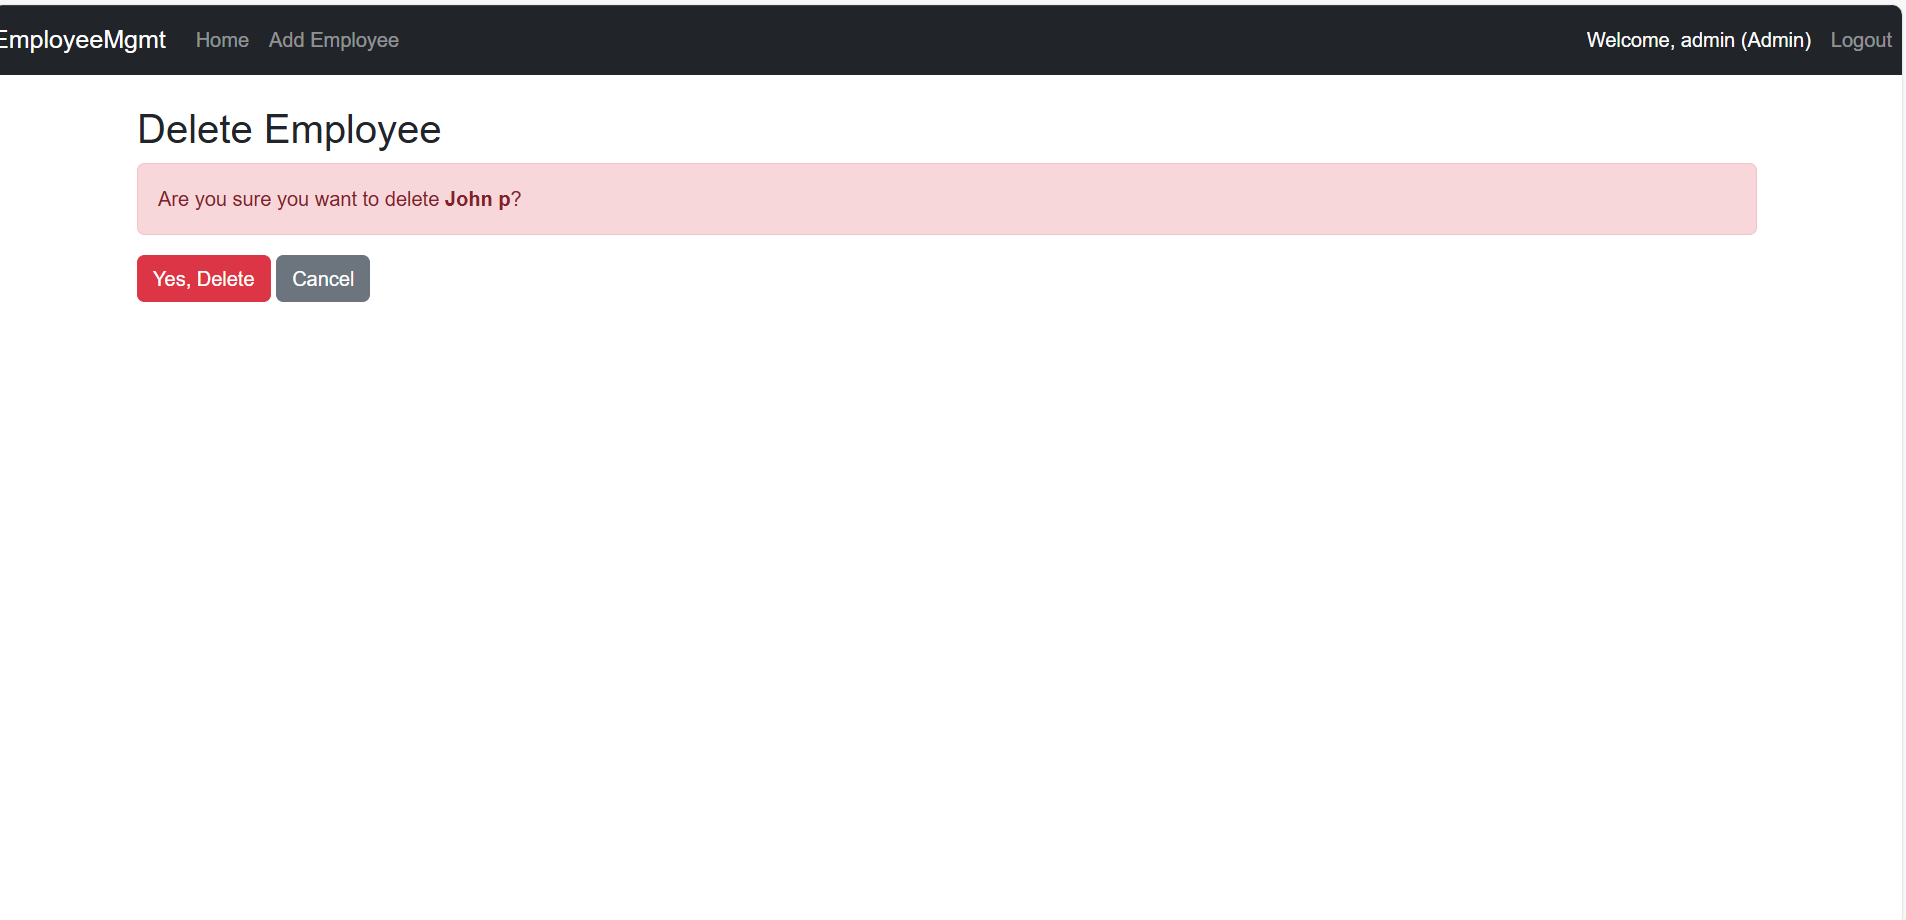 EmployeeMgmt Home Add Employee Welcome, admin (Admin) Logout
Delete Employee
Are you sure you want to delete John p?
Yes, Delete Cancel